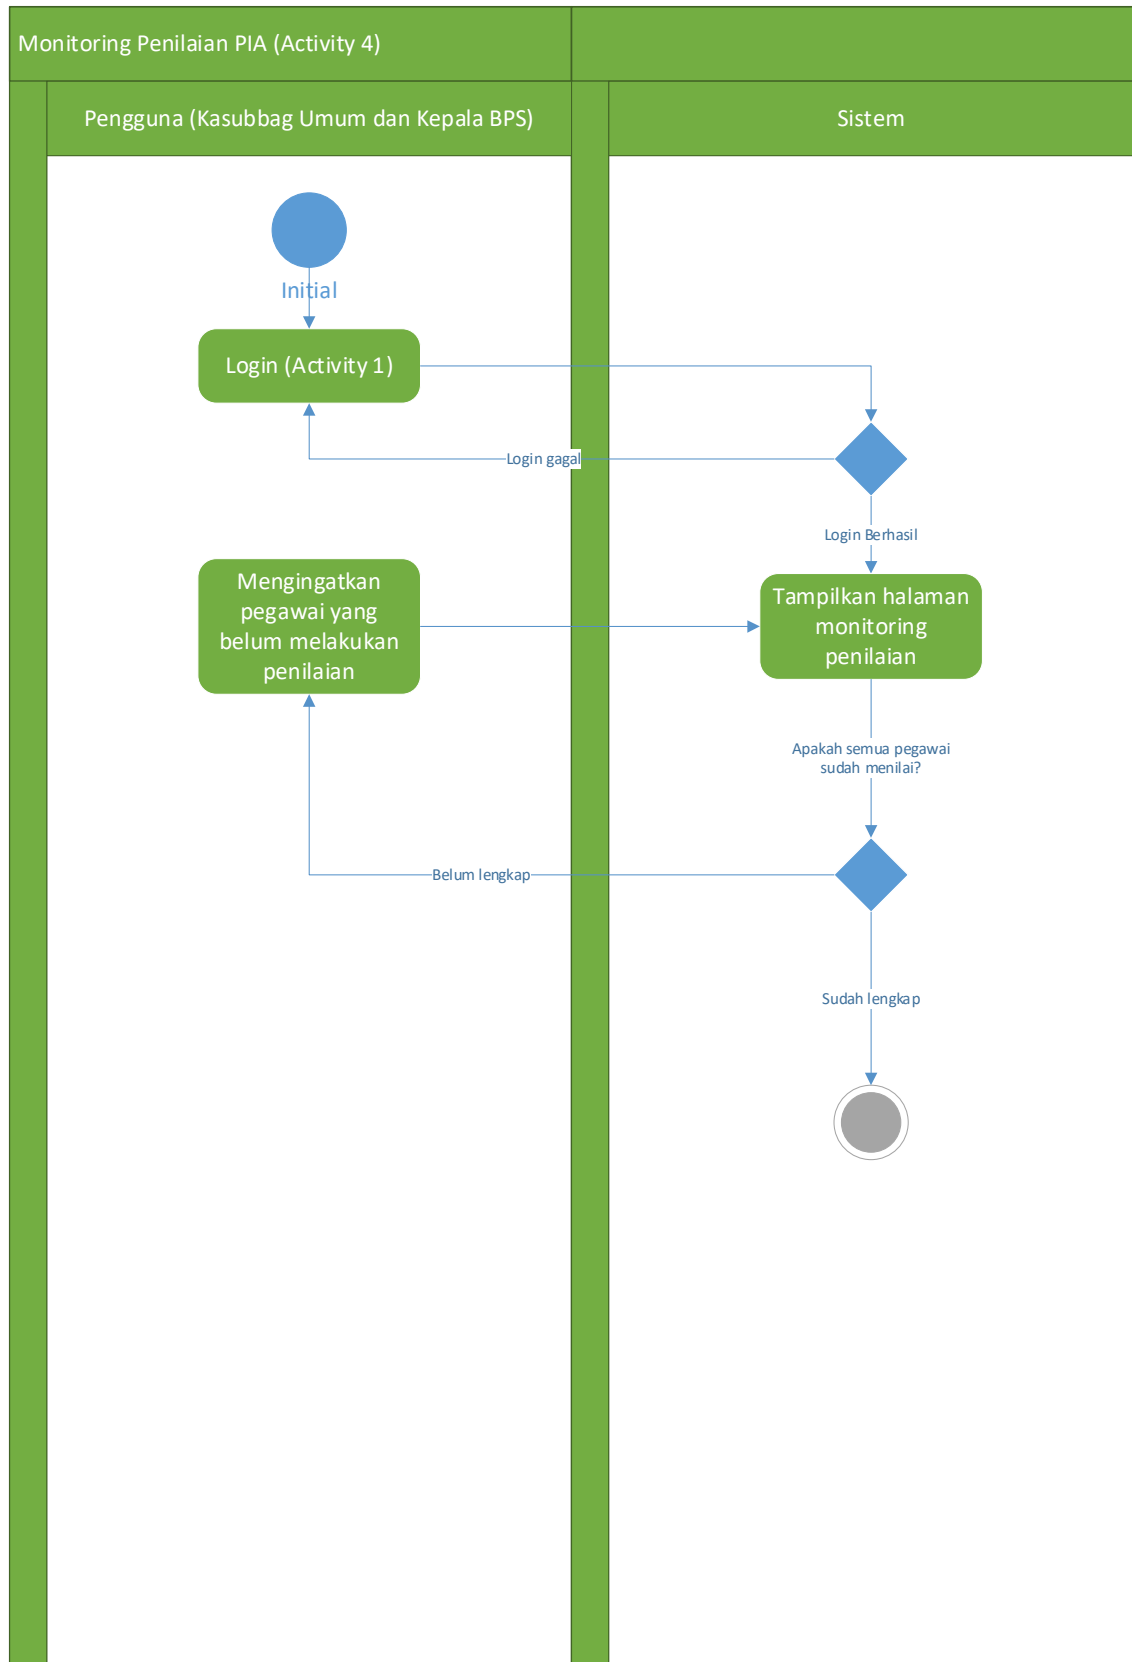 Monitoring Penilaian PIA (Activity 4)
Pengguna (Kasubbag Umum dan Kepala BPS)
Sistem
Initial
Login (Activity 1)
Login gagal
Login Berhasil
Mengingatkan
pegawai yang
belum melakukan
penilaian
Tampilkan halaman
monitoring
penilaian
Apakah semua pegawai
sudah menilai?
Belum lengkap
Sudah lengkap